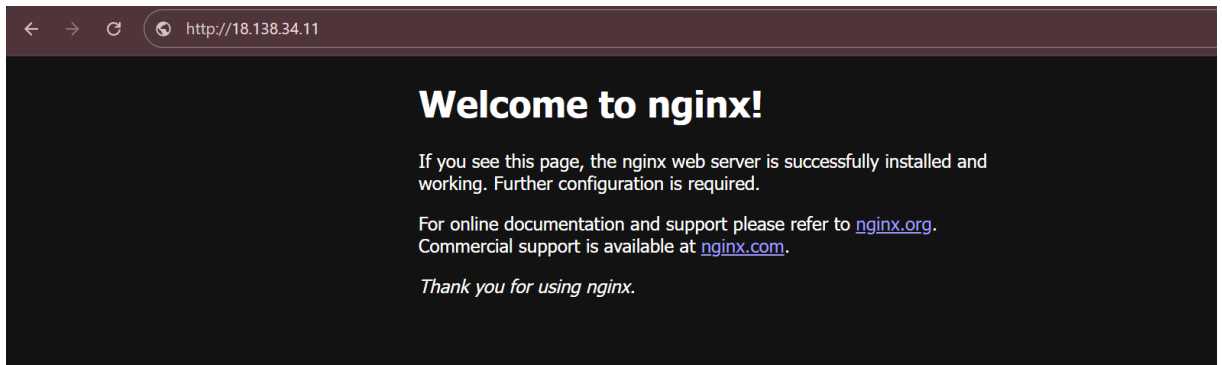 http://18.138.34.11
Welcome to nginx!
If you see this page, the nginx web server is successfully installed and
working. Further configuration is required.
For online documentation and support please refer to nginx.org.
Commercial support is available at nginx.com.
Thank you for using nginx.